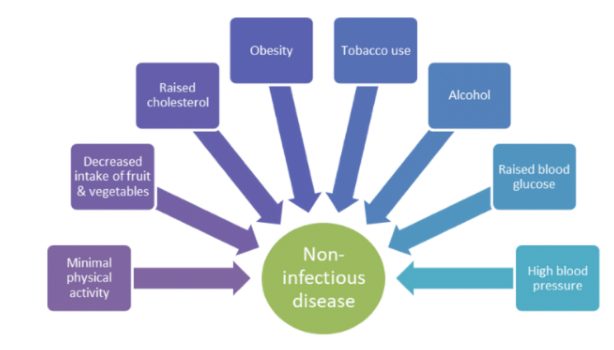 Obesity
Tobacco use
Raised
cholesterol
Alcohol
Decreased
intake of fruit
& vegetables
Raised blood
glucose
Minimal
physical
activity
Non-
infectious
disease
High blood
pressure